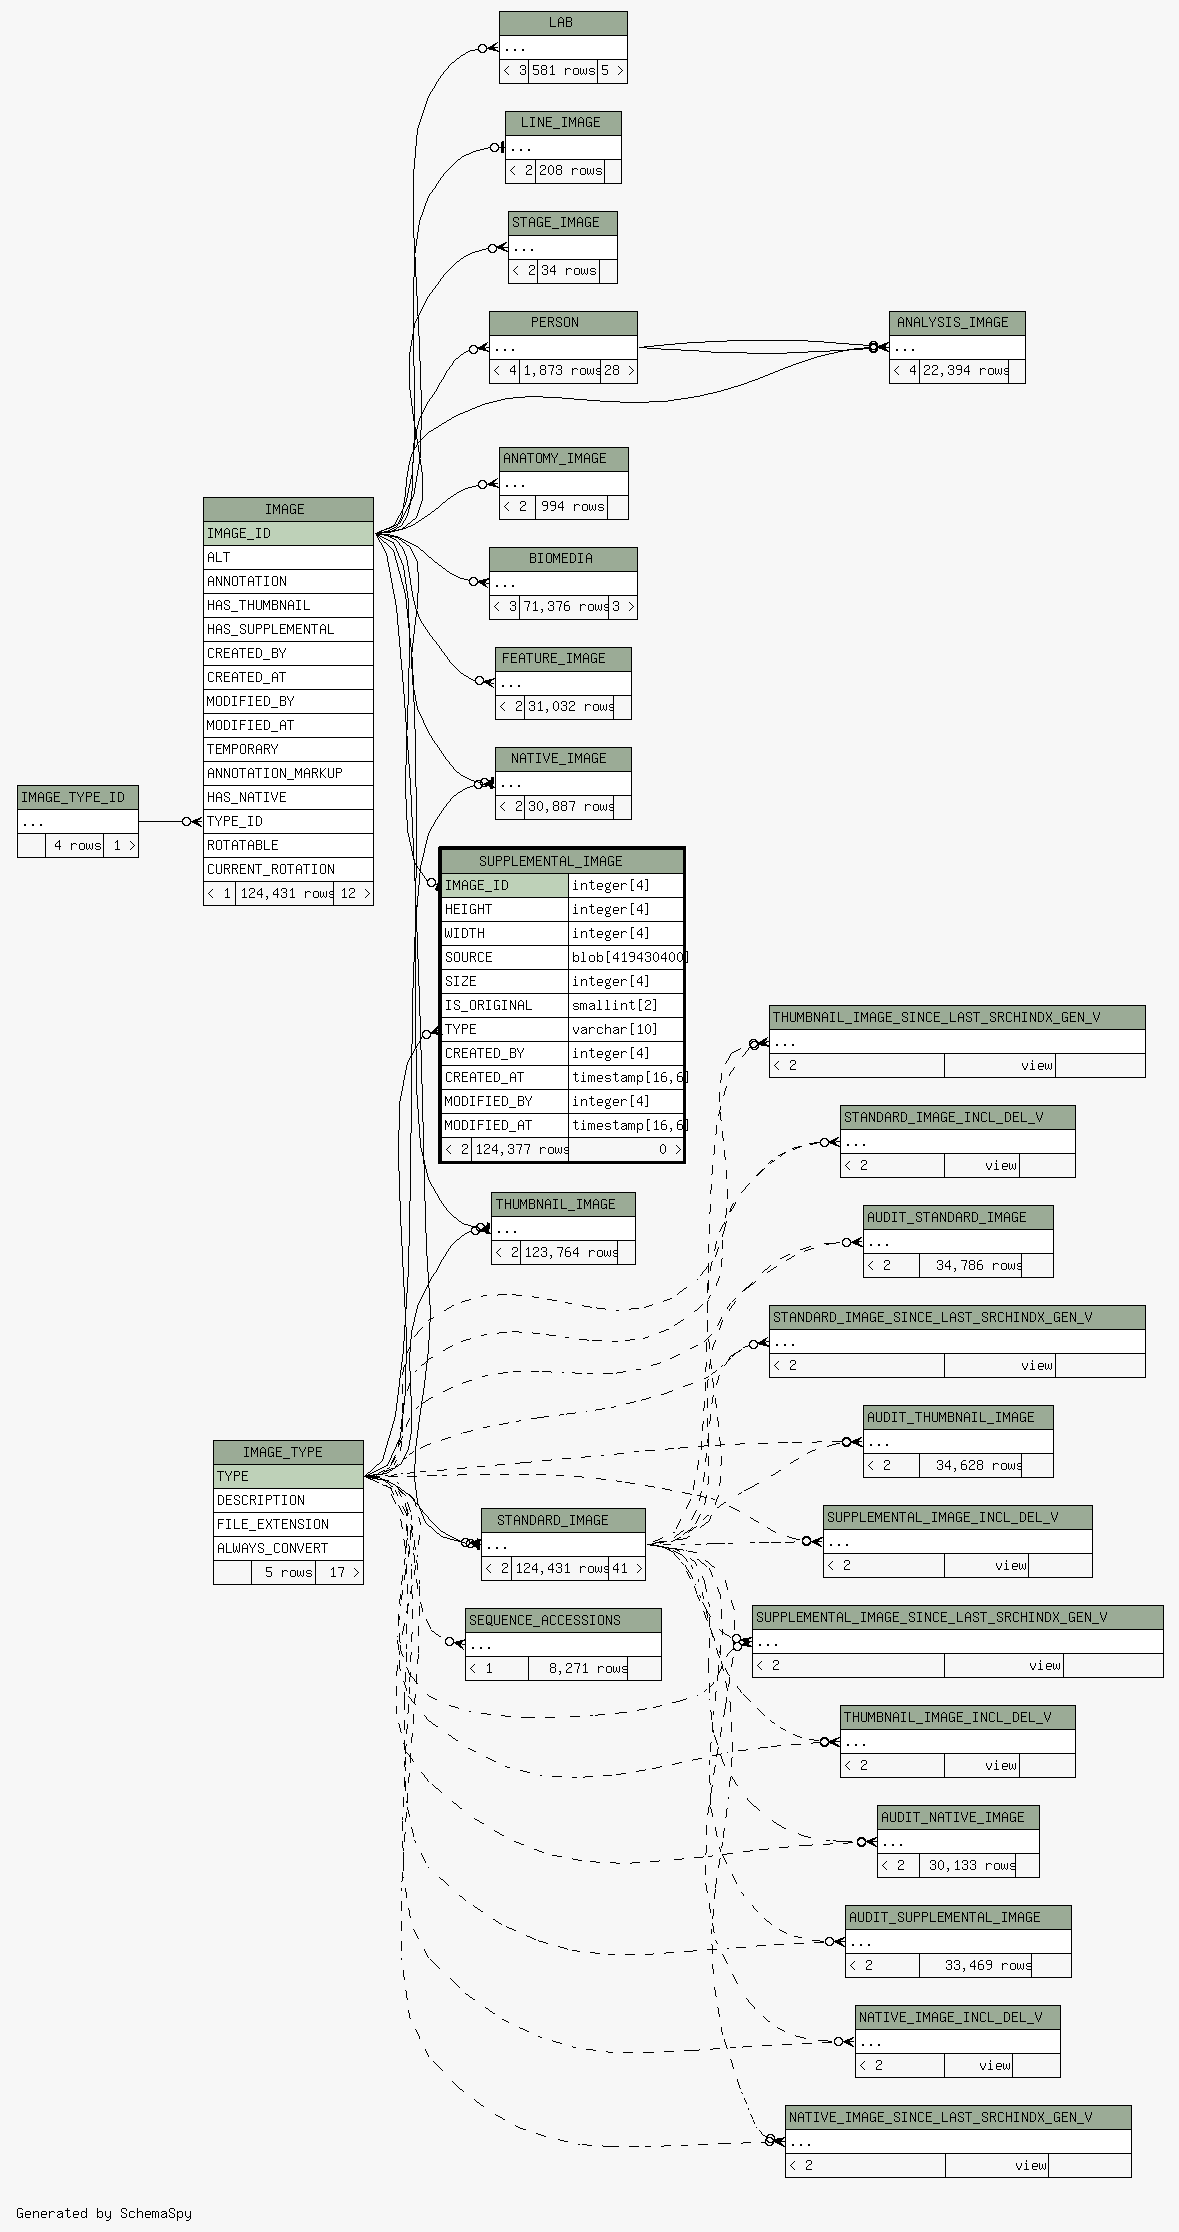 LAB
...
< 3 581 rows 5 >
LINE_IMAGE
...
< 2 208 rows
STAGE_IMAGE
...
< 2 34 rows
PERSON
...
< 4 1,873 rows 28 >
ANALYSIS_IMAGE
...
< 4 22,394 rows
ANATOMY_IMAGE
...
< 2 994 rows
IMAGE
IMAGE_ID
ALT
ANNOTATION
HAS_THUMBNAIL
HAS_SUPPLEMENTAL
CREATED_BY
CREATED_AT
MODIFIED_BY
MODIFIED_AT
TEMPORARY
ANNOTATION_MARKUP
HAS_NATIVE
TYPE_ID
ROTATABLE
CURRENT_ROTATION
< 1 124,431 rows 12 >
BIOMEDIA
...
< 3 71,376 rows 3 >
FEATURE_IMAGE
...
< 2 31,032 rows
NATIVE_IMAGE
...
< 2 30,887 rows
IMAGE_TYPE_ID
...
4 rows 1 >
SUPPLEMENTAL_IMAGE
IMAGE_ID integer[4]
HEIGHT integer[4]
WIDTH integer[4]
SOURCE blob[419430400]
SIZE integer[4]
IS_ORIGINAL smallint[2]
TYPE varchar[10]
CREATED_BY integer[4]
CREATED_AT timestamp[16,6]
MODIFIED_BY integer[4]
MODIFIED_AT timestamp[16,6]
< 2 124,377 rows 0 >
THUMBNAIL_IMAGE_SINCE_LAST_SRCHINDX_GEN_V
...
< 2 view
STANDARD_IMAGE_INCL_DEL_V
...
< 2 view
THUMBNAIL_IMAGE
...
< 2 123,764 rows
AUDIT_STANDARD_IMAGE
...
< 2 34,786 rows
STANDARD_IMAGE_SINCE_LAST_SRCHINDX_GEN_V
...
< 2 view
AUDIT_THUMBNAIL_IMAGE
...
< 2 34,628 rows
IMAGE_TYPE
TYPE
DESCRIPTION
FILE_EXTENSION
ALWAYS_CONVERT
5 rows 17 >
STANDARD_IMAGE
...
< 2 124,431 rows 41 >
SUPPLEMENTAL_IMAGE_INCL_DEL_V
...
< 2 view
SEQUENCE_ACCESSIONS
...
< 1 8,271 rows
SUPPLEMENTAL_IMAGE_SINCE_LAST_SRCHINDX_GEN_V
...
< 2 view
THUMBNAIL_IMAGE_INCL_DEL_V
...
< 2 view
AUDIT_NATIVE_IMAGE
...
< 2 30,133 rows
AUDIT_SUPPLEMENTAL_IMAGE
...
< 2 33,469 rows
NATIVE_IMAGE_INCL_DEL_V
...
< 2 view
NATIVE_IMAGE_SINCE_LAST_SRCHINDX_GEN_V
...
< 2 view
Generated by SchemaSpy